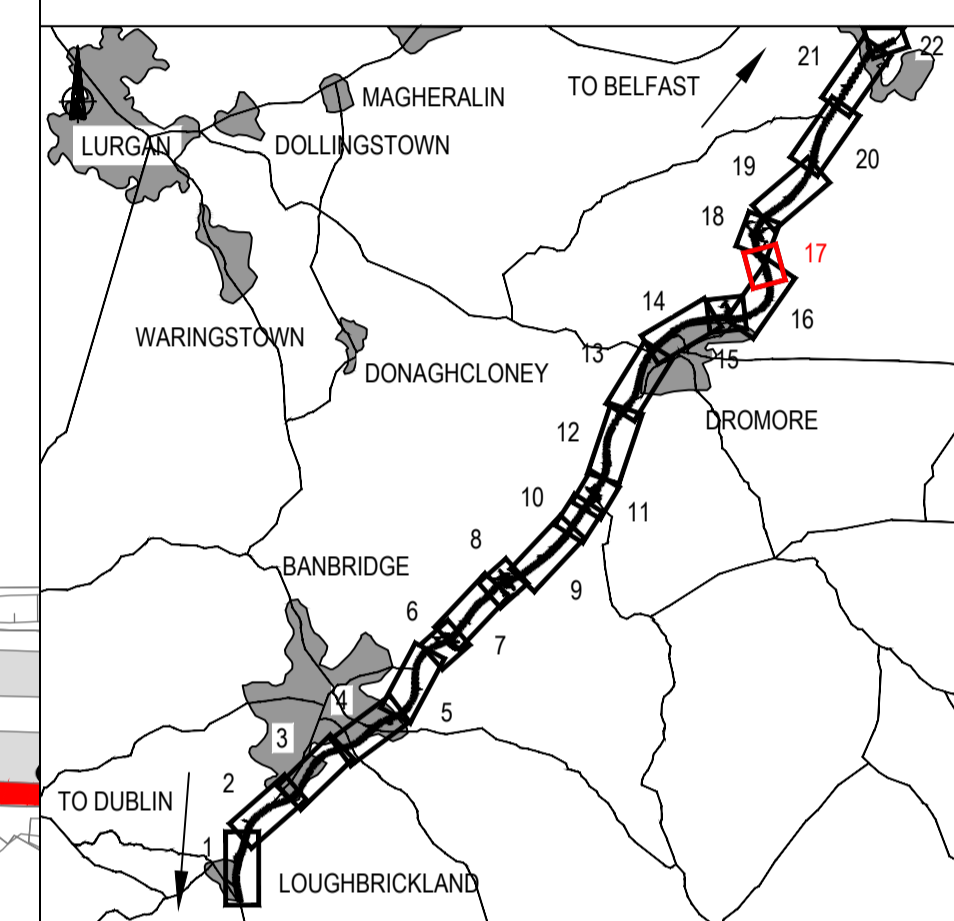 21
22
TO BELFAST
MAGHERALIN
LURGAN
DOLLINGSTOWN
19
20
18
17
14
16
WARINGSTOWN
13
15
DONAGHCLONEY
DROMORE
12
10
11
8
BANBRIDGE
9
6
7
4
5
3
2
TO DUBLIN
1
LOUGHBRICKLAND